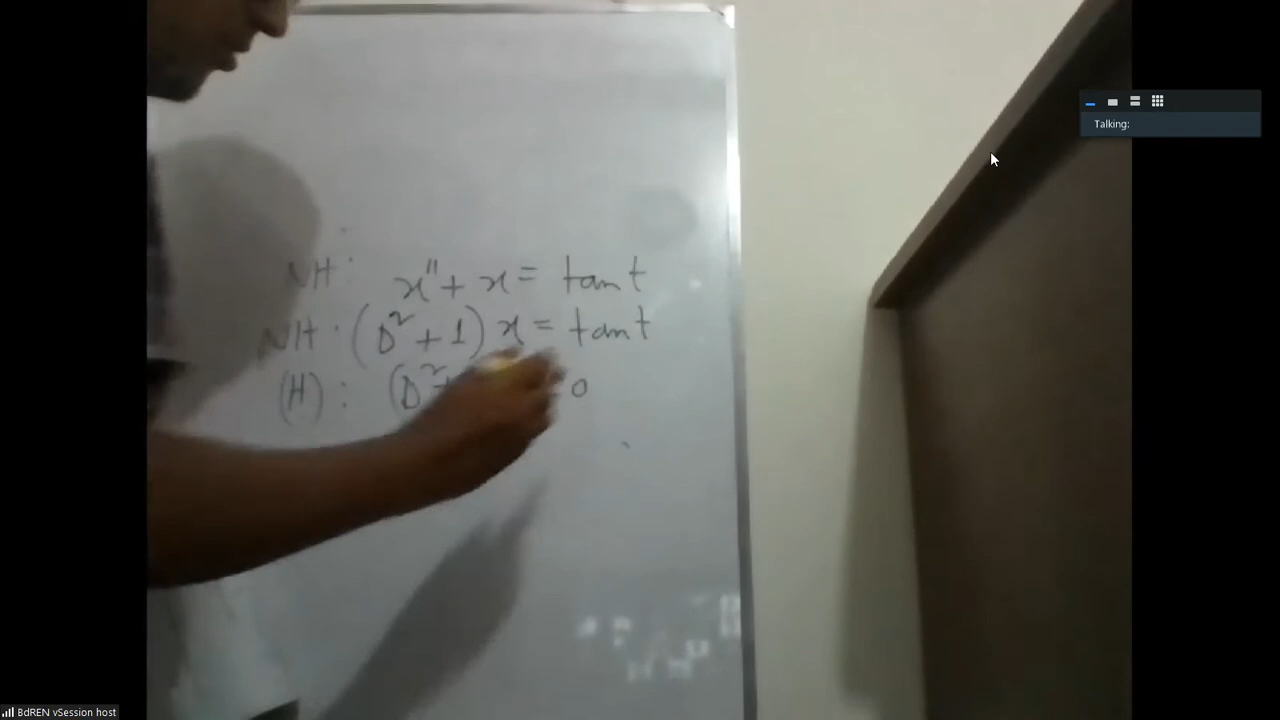 NH: x'' + x = tan t
NH: (D² + 1) x = tan t
(H): (D² + 0
Talking:
BdREN vSession host